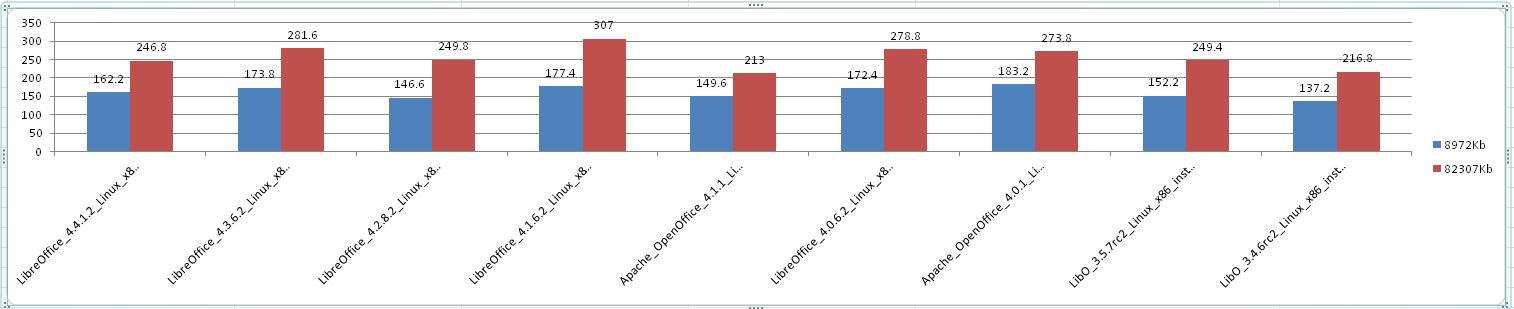 350
300
250
200
150
100
50
0
162.2
246.8
173.8
281.6
146.6
249.8
177.4
307
149.6
213
172.4
278.8
183.2
273.8
152.2
249.4
137.2
216.8
LibreOffice_4.4.1.2_Linux_x8...
LibreOffice_4.3.6.2_Linux_x8...
LibreOffice_4.2.8.2_Linux_x8...
LibreOffice_4.1.6.2_Linux_x8...
Apache_OpenOffice_4.1.1_Li...
LibreOffice_4.0.6.2_Linux_x8...
Apache_OpenOffice_4.0.1_Li...
LibO_3.5.7rc2_Linux_x86_inst...
LibO_3.4.6rc2_Linux_x86_inst...
8972Kb
82307Kb